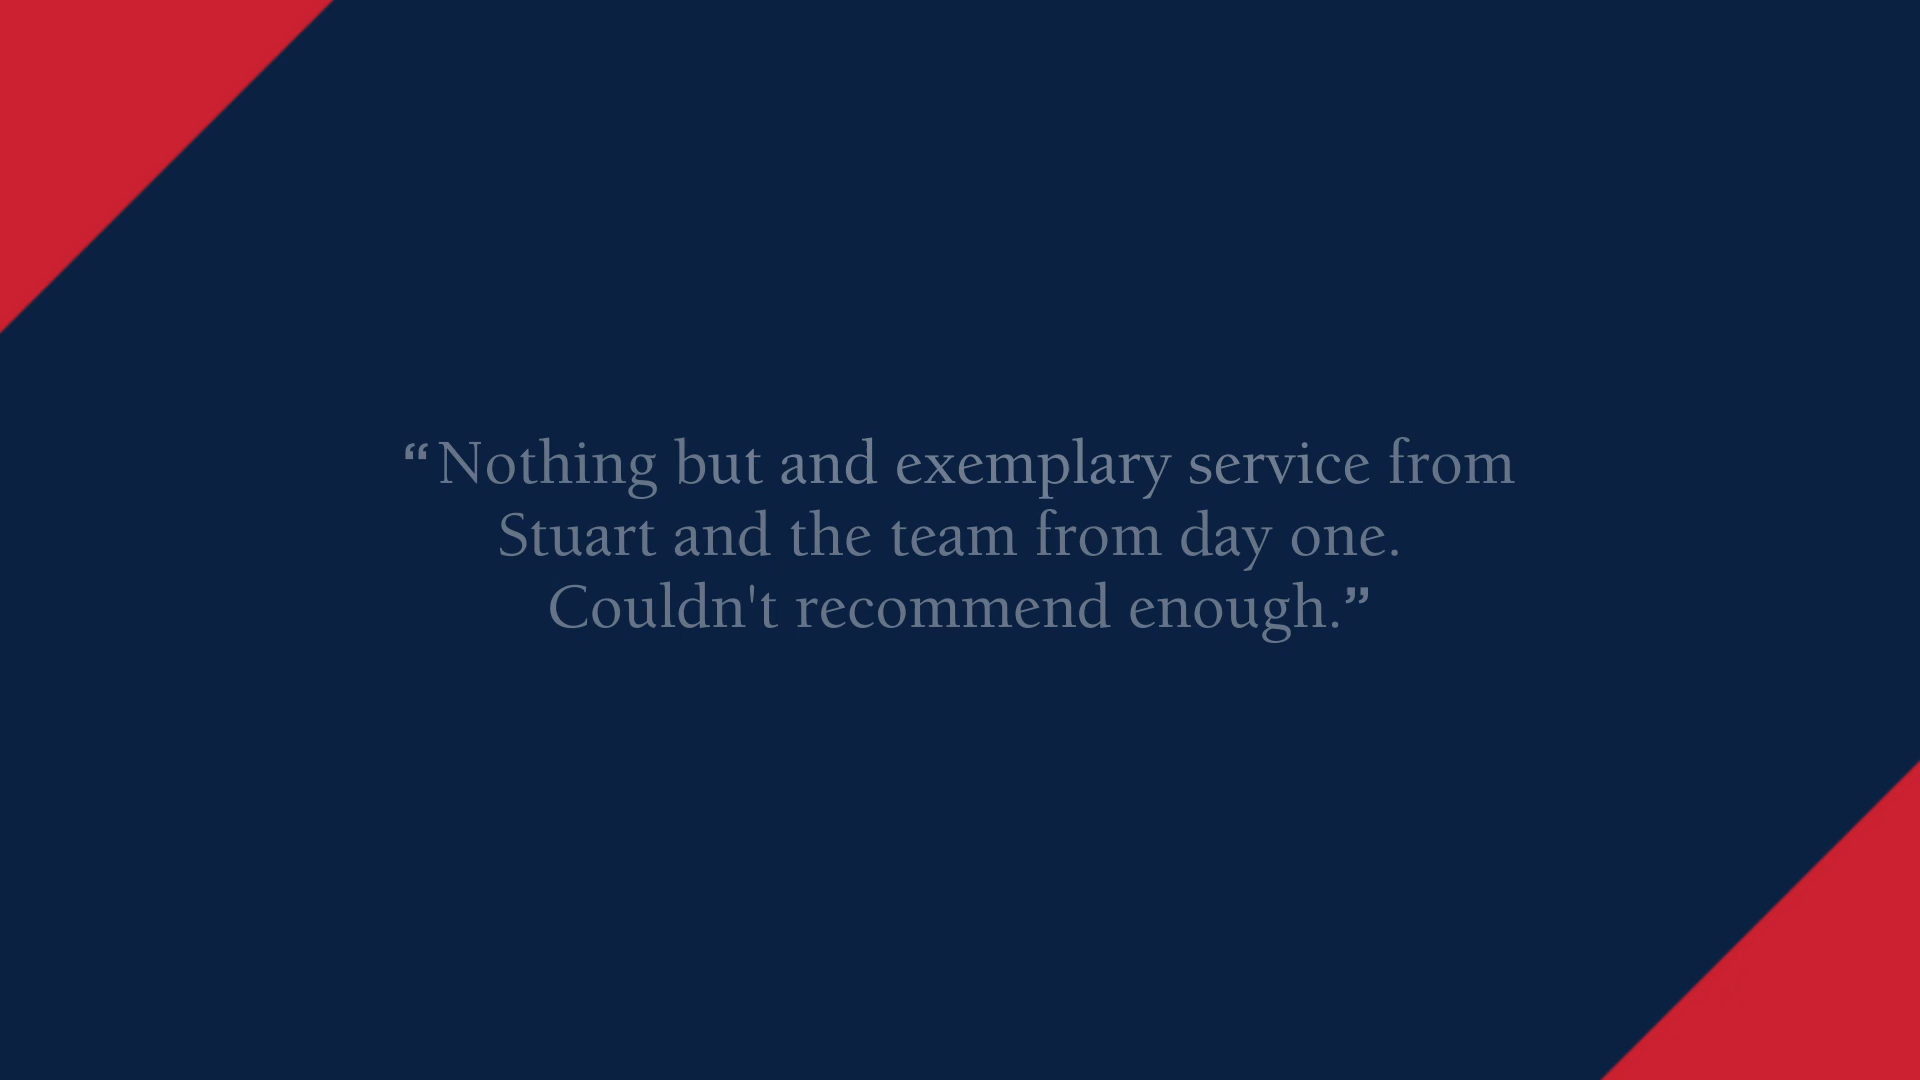 “Nothing but and exemplary service from
Stuart and the team from day one.
Couldn't recommend enough.”